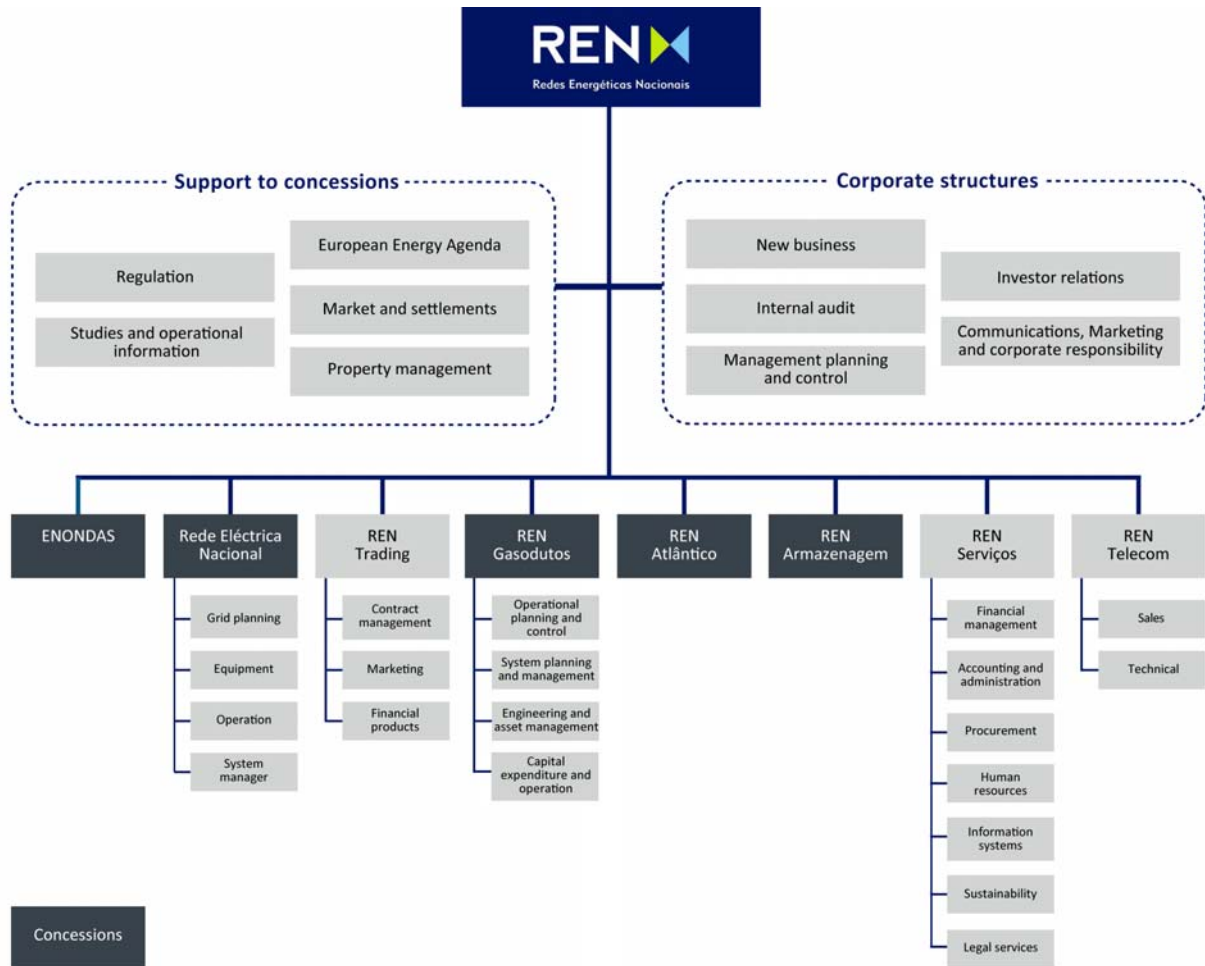 REN
Redes Energéticas Nacionais
Support to concessions
Regulation
Studies and operational
information
European Energy Agenda
Market and settlements
Property management
Corporate structures
New business
Internal audit
Management planning
and control
Investor relations
Communications, Marketing
and corporate responsibility
ENONDAS
Rede Eléctrica
Nacional
Grid planning
Equipment
Operation
System
manager
REN
Trading
Contract
management
Marketing
Financial
products
REN
Gasodutos
Operational
planning and
control
System planning
and management
Engineering and
asset management
Capital
expenditure and
operation
REN
Atlântico
REN
Armazenagem
REN
Serviços
Financial
management
Accounting and
administration
Procurement
Human
resources
Information
systems
Sustainability
Legal services
REN
Telecom
Sales
Technical
Concessions